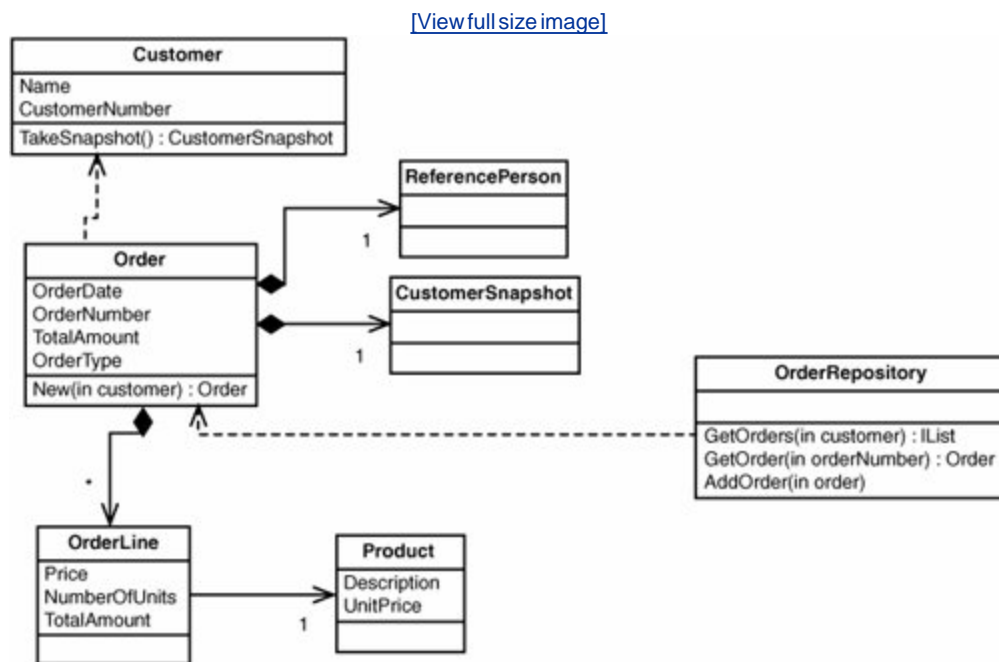 [View full size image]
Customer
Name
CustomerNumber
TakeSnapshot() : CustomerSnapshot
ReferencePerson
1
Order
OrderDate
OrderNumber
TotalAmount
OrderType
New(in customer) : Order
CustomerSnapshot
1
OrderRepository
GetOrders(in customer) : IList
GetOrder(in orderNumber) : Order
AddOrder(in order)
*
OrderLine
Price
NumberOfUnits
TotalAmount
Product
Description
UnitPrice
1